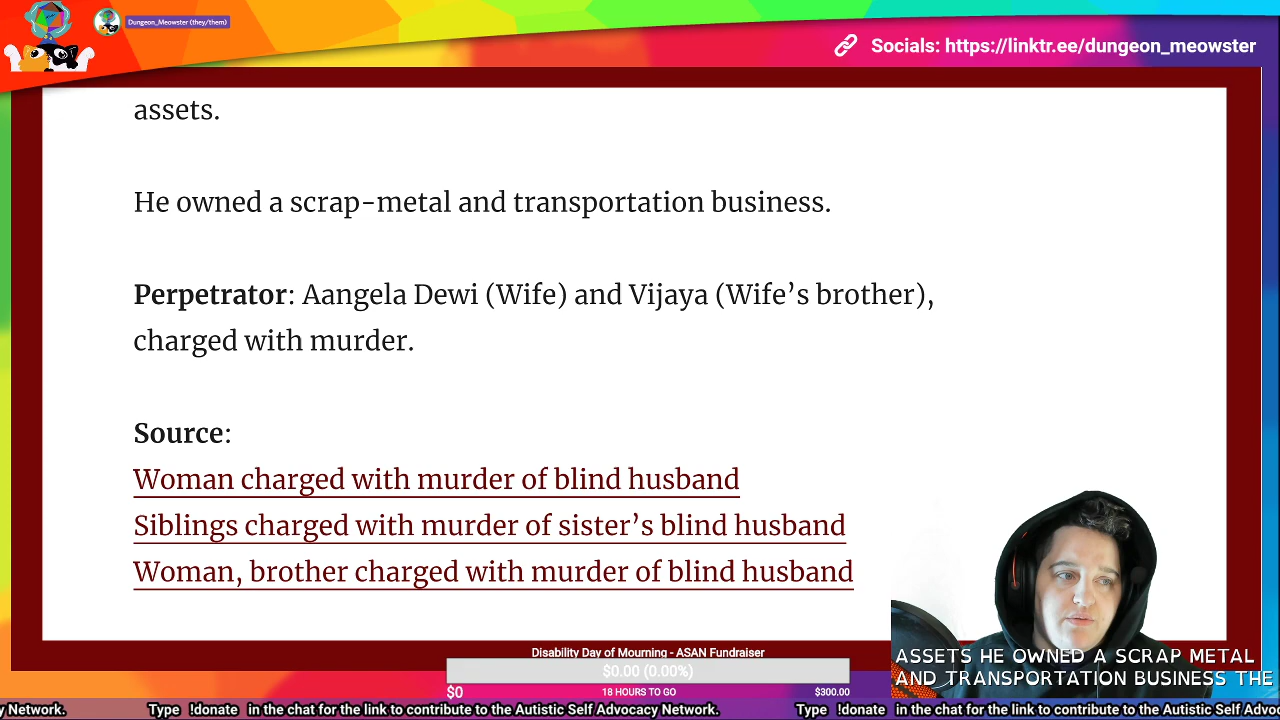 Dungeon_Meowster (they/them)
Socials: https://linktr.ee/dungeon_meowster
assets.
He owned a scrap-metal and transportation business.
Perpetrator: Aangela Dewi (Wife) and Vijaya (Wife’s brother),
charged with murder.
Source:
Woman charged with murder of blind husband
Siblings charged with murder of sister’s blind husband
Woman, brother charged with murder of blind husband
ASSETS HE OWNED A SCRAP METAL
AND TRANSPORTATION BUSINESS THE
Disability Day of Mourning - ASAN Fundraiser
$0.00 (0.00%)
$0 18 HOURS TO GO $300.00
y Network. Type !donate in the chat for the link to contribute to the Autistic Self Advocacy Network. Type !donate in the chat for the link to contribute to the Autistic Self Advo